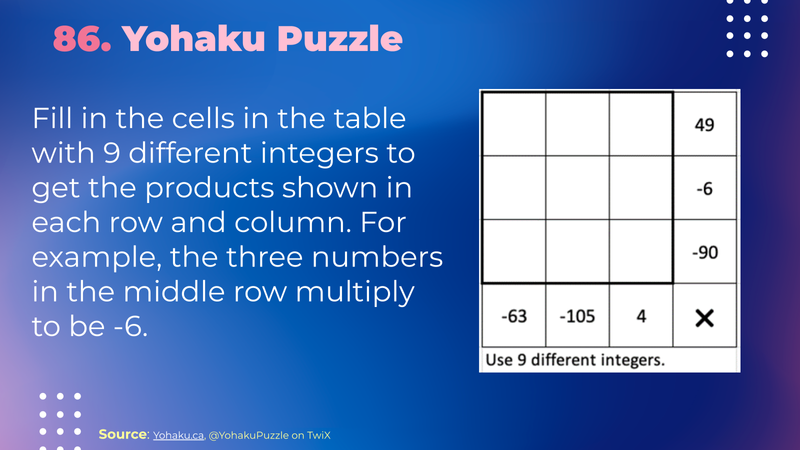 86. Yohaku Puzzle
Fill in the cells in the table
with 9 different integers to
get the products shown in
each row and column. For
example, the three numbers
in the middle row multiply
to be -6.
49
-6
-90
-63 -105 4 ×
Use 9 different integers.
Source: Yohaku.ca, @YohakuPuzzle on TwiX